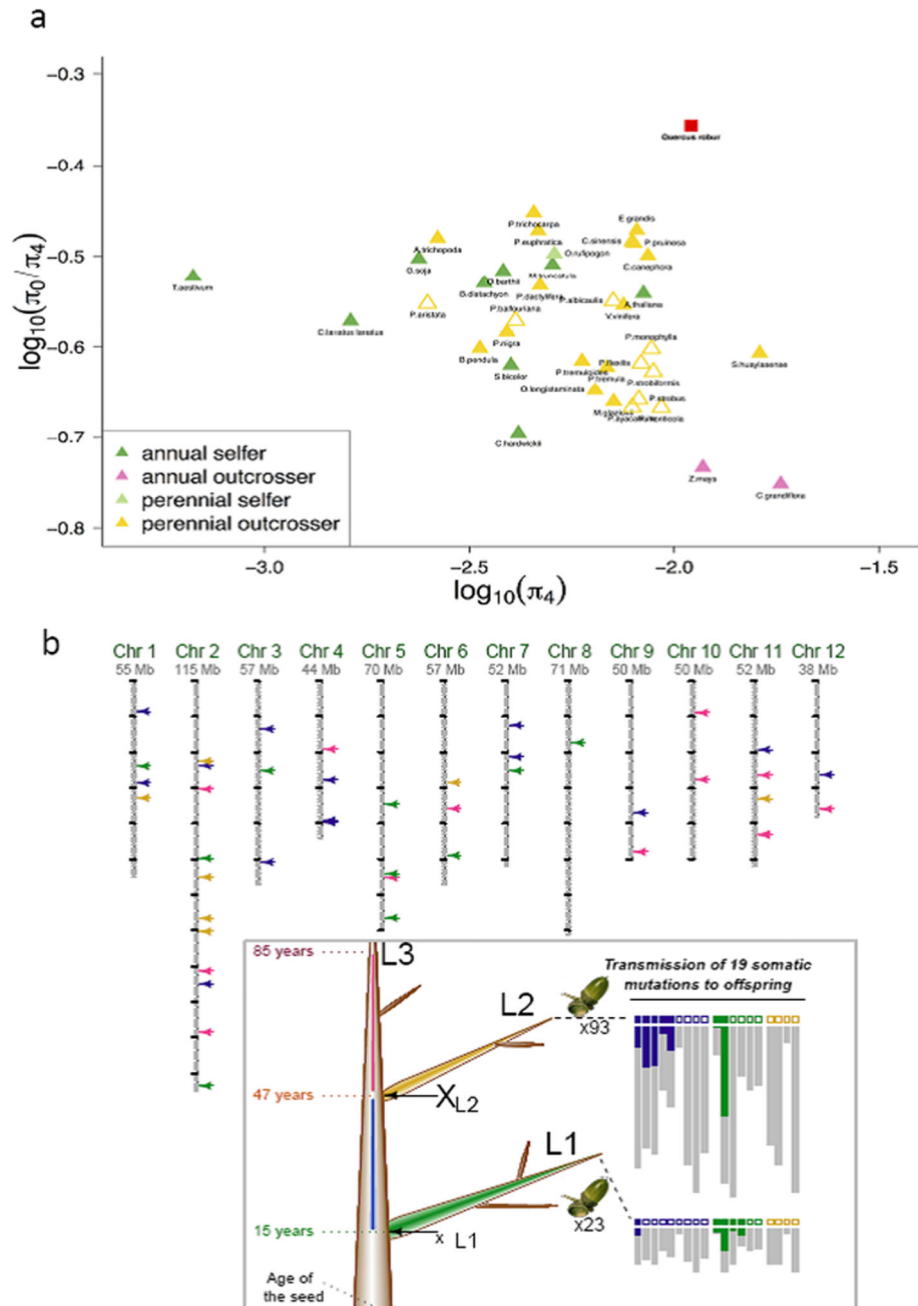 a
log10(π0/π4)
−0.3
−0.4
−0.5
−0.6
−0.7
−0.8
Quercus robur
P.trichocarpa
E.grandis
P.euphratica
C.sinensis
P.pruinosa
A.trichopoda
O.rufipogon
G.soja
O.barthii
M.truncatula
C.canephora
T.aestivum
B.distachyon
P.dactylifera
P.albicaulis
A.thaliana
P.aristata
P.balfouriana
V.vinifera
C.lanatus lanatus
P.nigra
P.monophylla
B.pendula
P.tremuloides
P.flexilis
S.huaylasense
S.bicolor
P.tremula
P.strobiformis
O.longistaminata
P.strobus
C.hardwickii
Z.mays
C.grandiflora
annual selfer
annual outcrosser
perennial selfer
perennial outcrosser
−3.0 −2.5 −2.0 −1.5
log10(π4)
b
Chr 1 Chr 2 Chr 3 Chr 4 Chr 5 Chr 6 Chr 7 Chr 8 Chr 9 Chr 10 Chr 11 Chr 12
55 Mb 115 Mb 57 Mb 44 Mb 70 Mb 57 Mb 52 Mb 71 Mb 50 Mb 50 Mb 52 Mb 38 Mb
85 years
L3
Transmission of 19 somatic
mutations to offspring
L2
x93
47 years
XL2
L1
x23
15 years
x L1
Age of
the seed